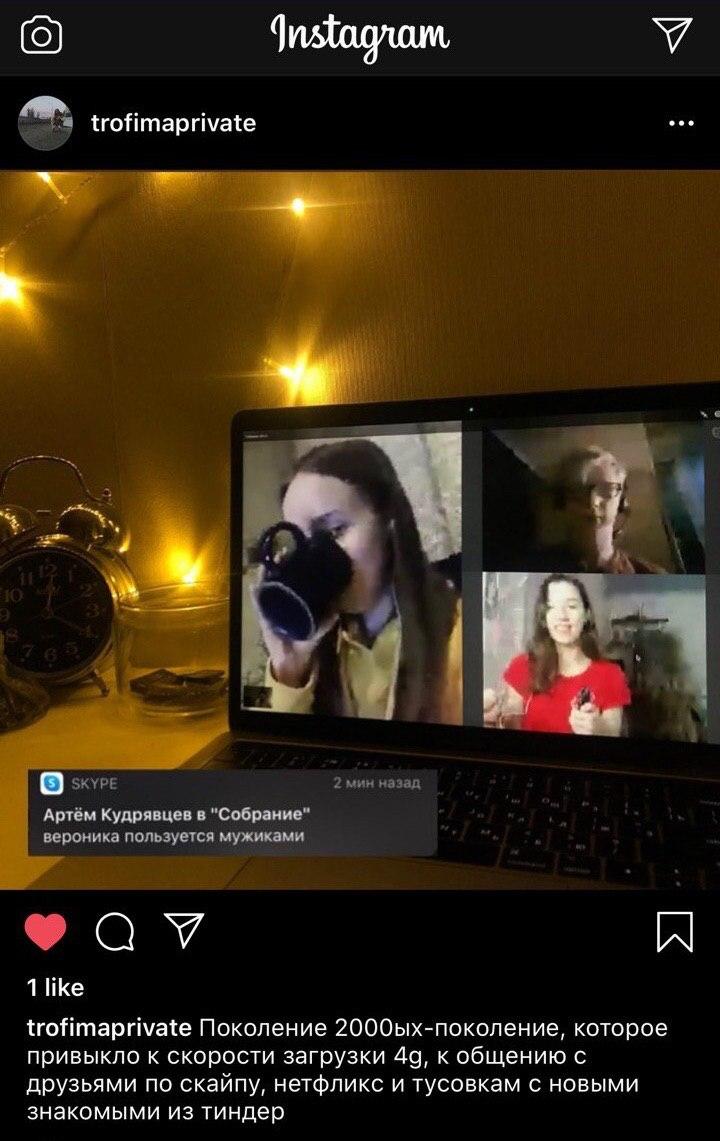 Instagram
trofimaprivate
SKYPE 2 мин назад
Артём Кудрявцев в "Собрание"
вероника пользуется мужиками
1 like
trofimaprivate Поколение 2000ых-поколение, которое
привыкло к скорости загрузки 4g, к общению с
друзьями по скайпу, нетфликс и тусовкам с новыми
знакомыми из тиндер